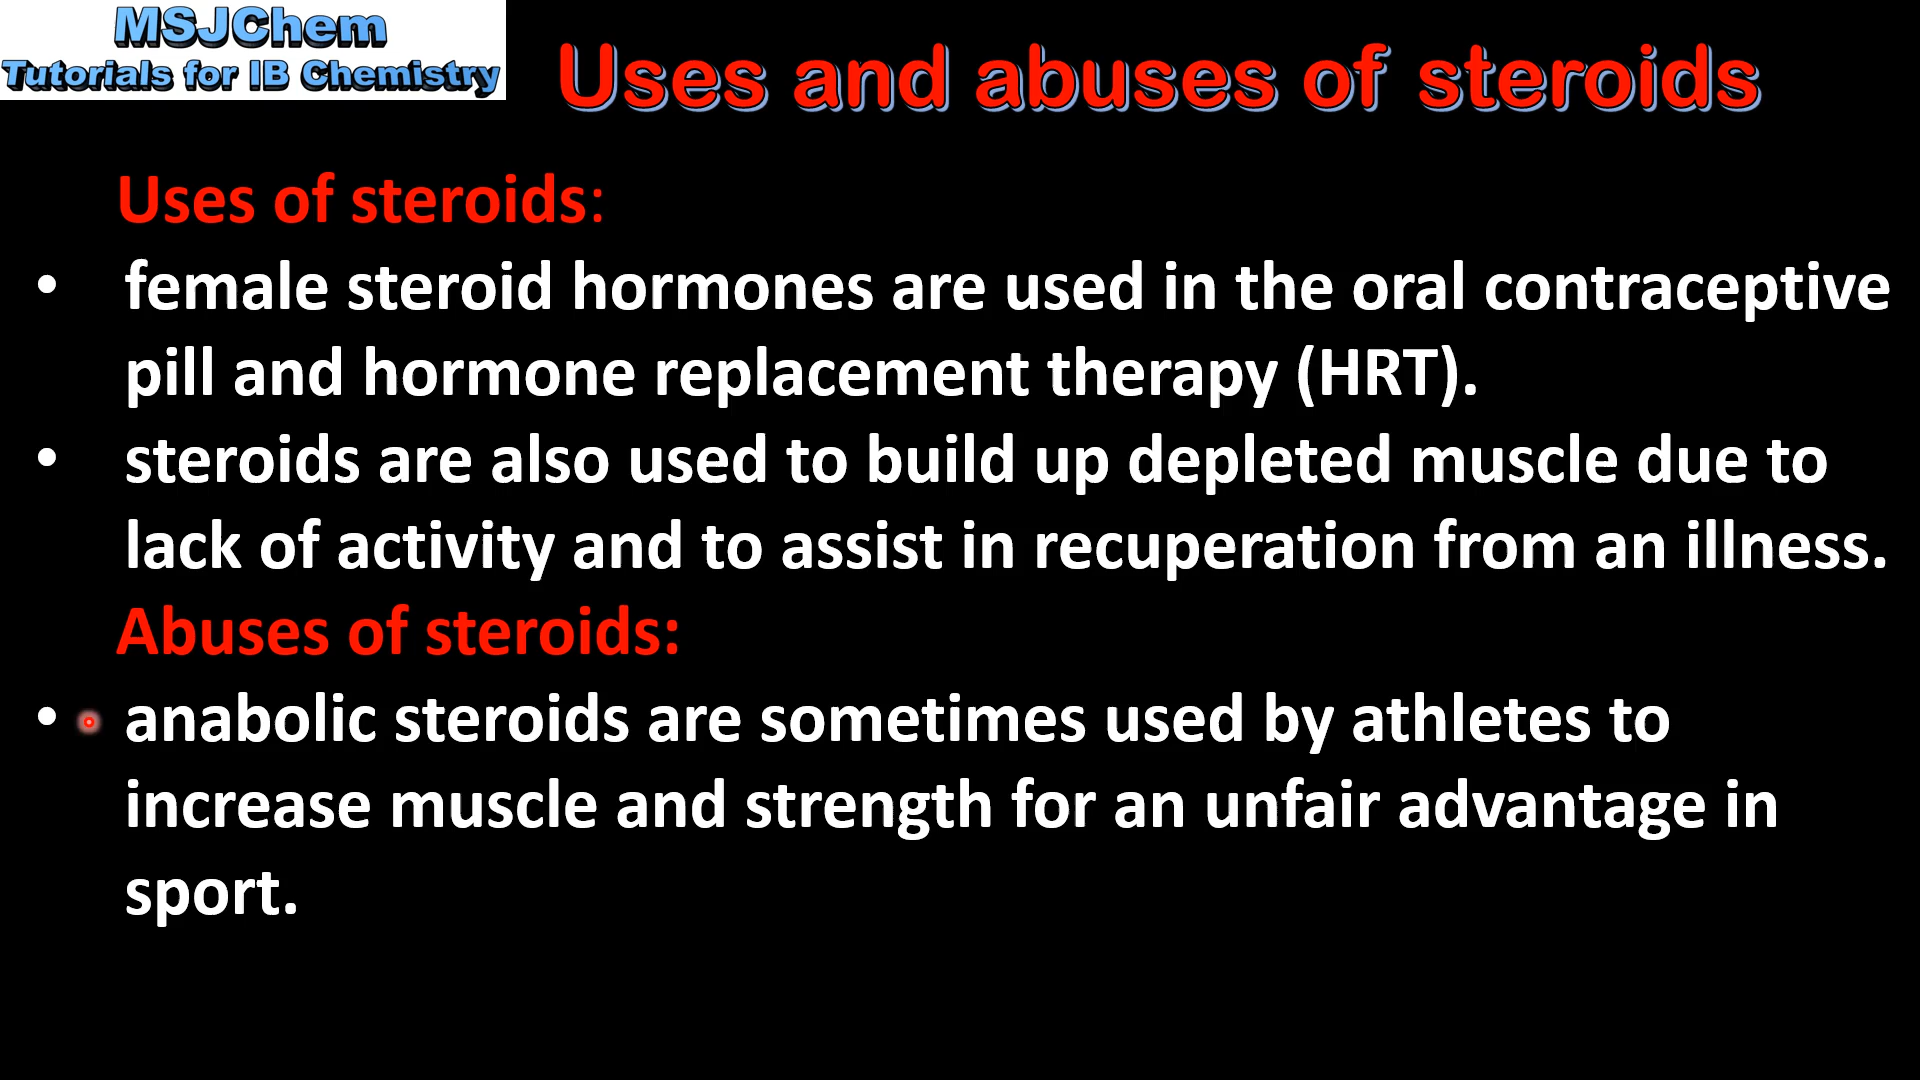 MSJChem
Tutorials for IB Chemistry
Uses and abuses of steroids
Uses of steroids:
• female steroid hormones are used in the oral contraceptive
pill and hormone replacement therapy (HRT).
• steroids are also used to build up depleted muscle due to
lack of activity and to assist in recuperation from an illness.
Abuses of steroids:
• anabolic steroids are sometimes used by athletes to
increase muscle and strength for an unfair advantage in
sport.